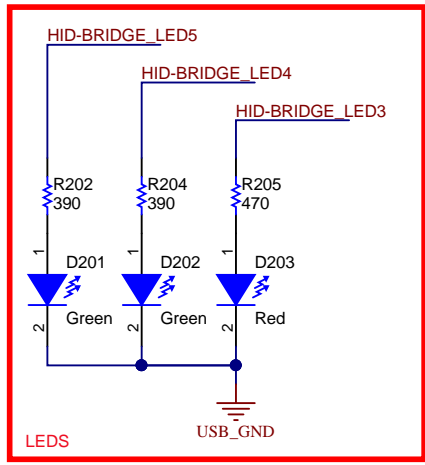 HID-BRIDGE_LED5
HID-BRIDGE_LED4
HID-BRIDGE_LED3
R202
390
R204
390
R205
470
1
D201
2
Green
1
D202
2
Green
1
D203
2
Red
USB_GND
LEDS